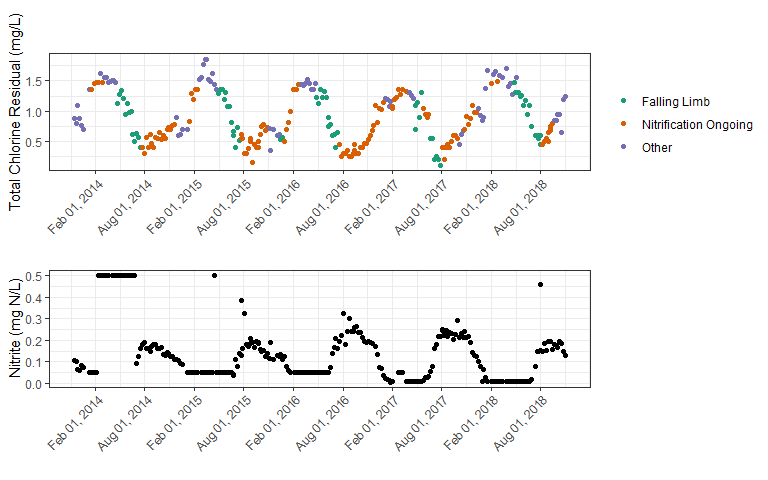 Total Chlorine Residual (mg/L)
1.5
1.0
0.5
Feb 01, 2014
Aug 01, 2014
Feb 01, 2015
Aug 01, 2015
Feb 01, 2016
Aug 01, 2016
Feb 01, 2017
Aug 01, 2017
Feb 01, 2018
Aug 01, 2018
Falling Limb
Nitrification Ongoing
Other
Nitrite (mg N/L)
0.5
0.4
0.3
0.2
0.1
0.0
Feb 01, 2014
Aug 01, 2014
Feb 01, 2015
Aug 01, 2015
Feb 01, 2016
Aug 01, 2016
Feb 01, 2017
Aug 01, 2017
Feb 01, 2018
Aug 01, 2018